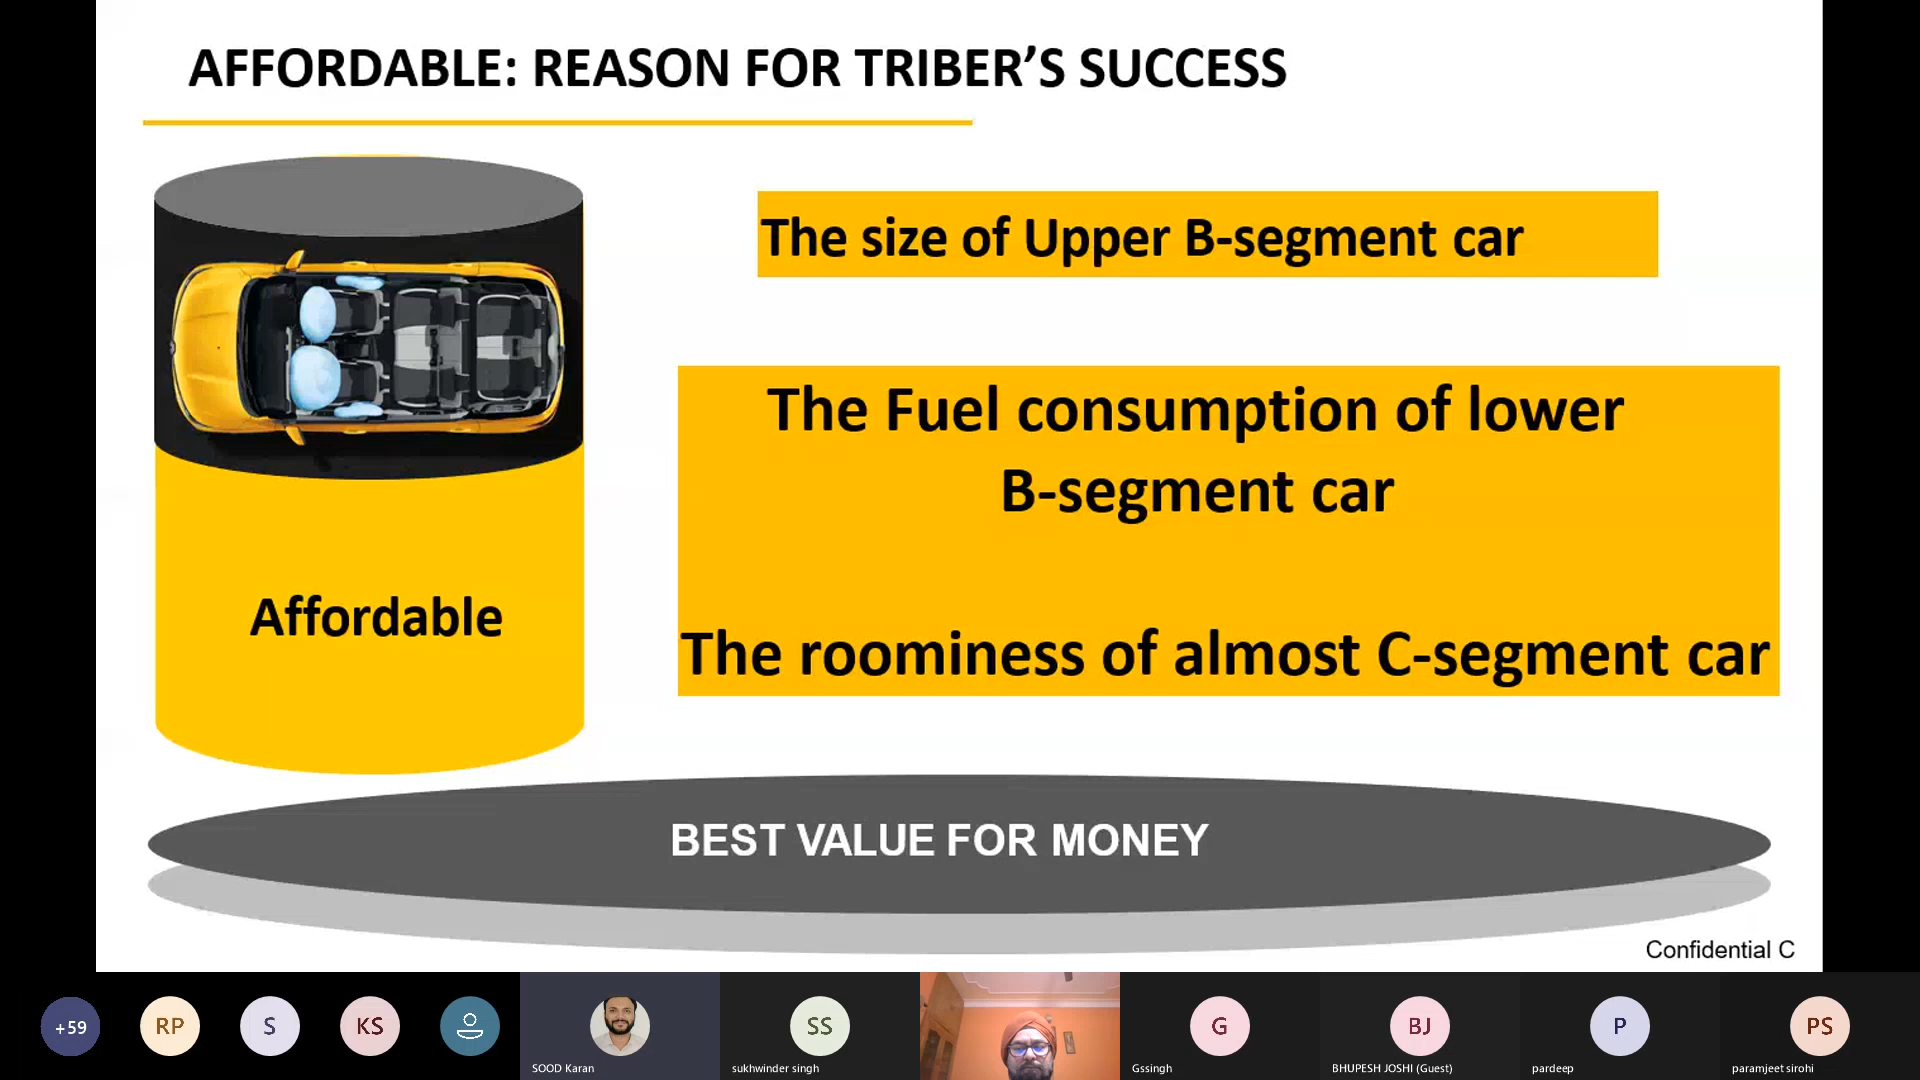 AFFORDABLE: REASON FOR TRIBER’S SUCCESS
The size of Upper B-segment car
The Fuel consumption of lower
B-segment car
The roominess of almost C-segment car
Affordable
BEST VALUE FOR MONEY
Confidential C
+59
RP
S
KS
SOOD Karan
SS
sukhwinder singh
G
Gssingh
BJ
BHUPESH JOSHI (Guest)
P
pardeep
PS
paramjeet sirohi